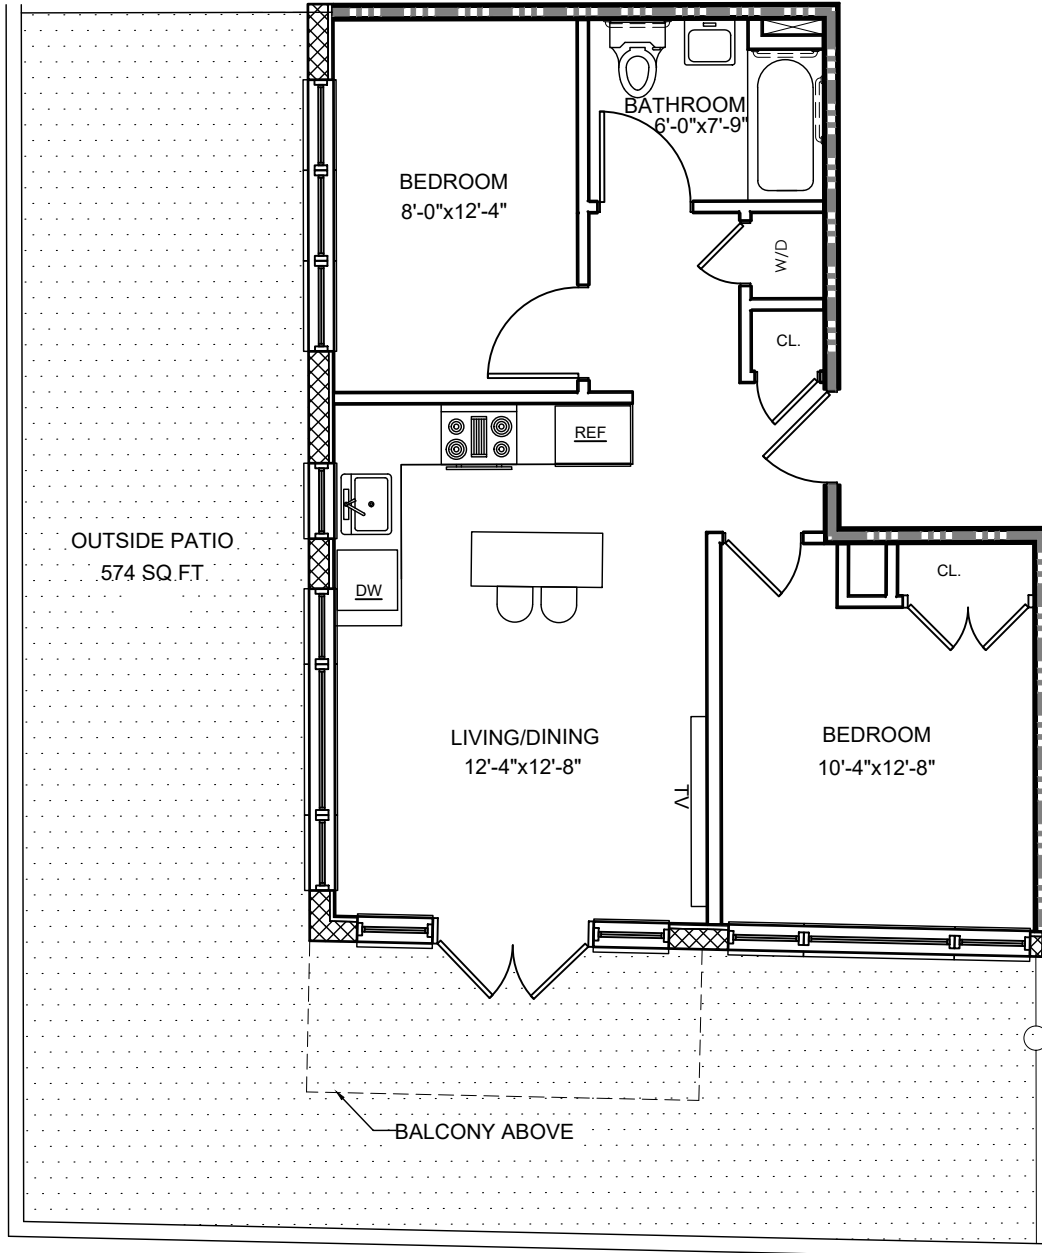 BATHROOM
6'-0"x7'-9"
BEDROOM
8'-0"x12'-4"
W/D
CL.
REF
OUTSIDE PATIO
574 SQ FT
DW
CL.
LIVING/DINING
12'-4"x12'-8"
BEDROOM
10'-4"x12'-8"
TV
BALCONY ABOVE